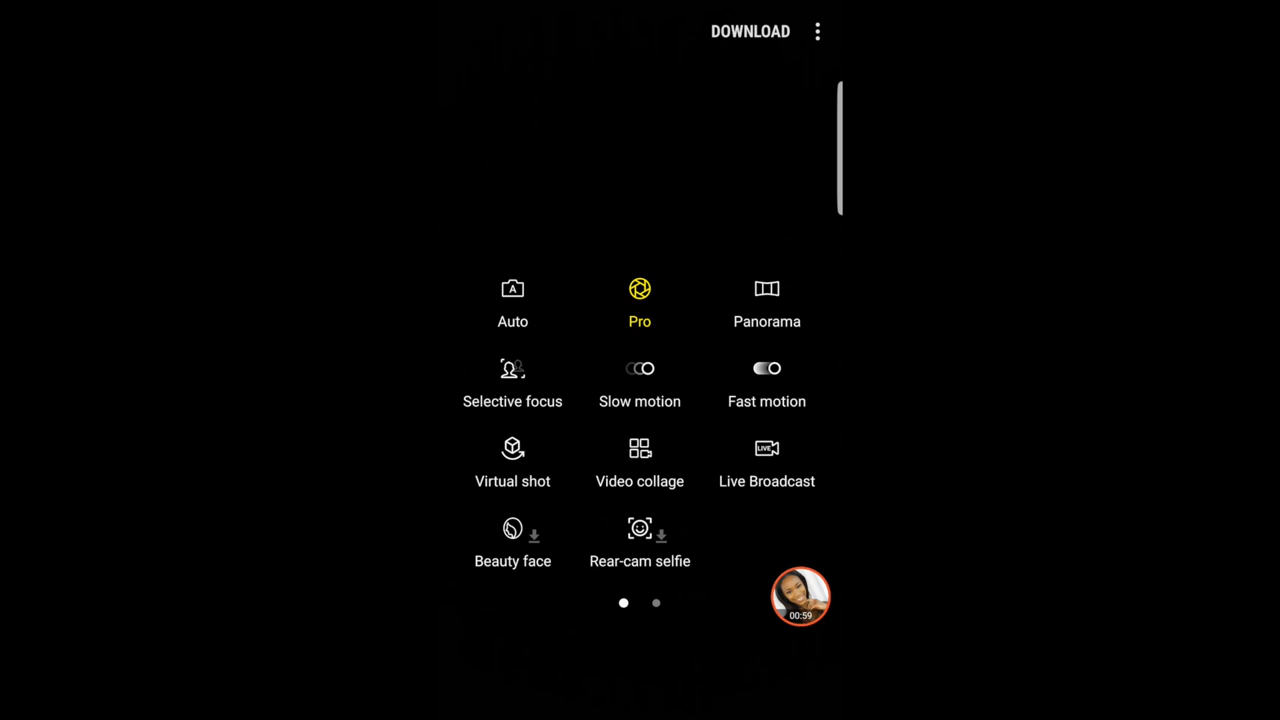 DOWNLOAD
A
Auto
Pro
Panorama
Selective focus
Slow motion
Fast motion
LIVE
Virtual shot
Video collage
Live Broadcast
Beauty face
Rear-cam selfie
00:59